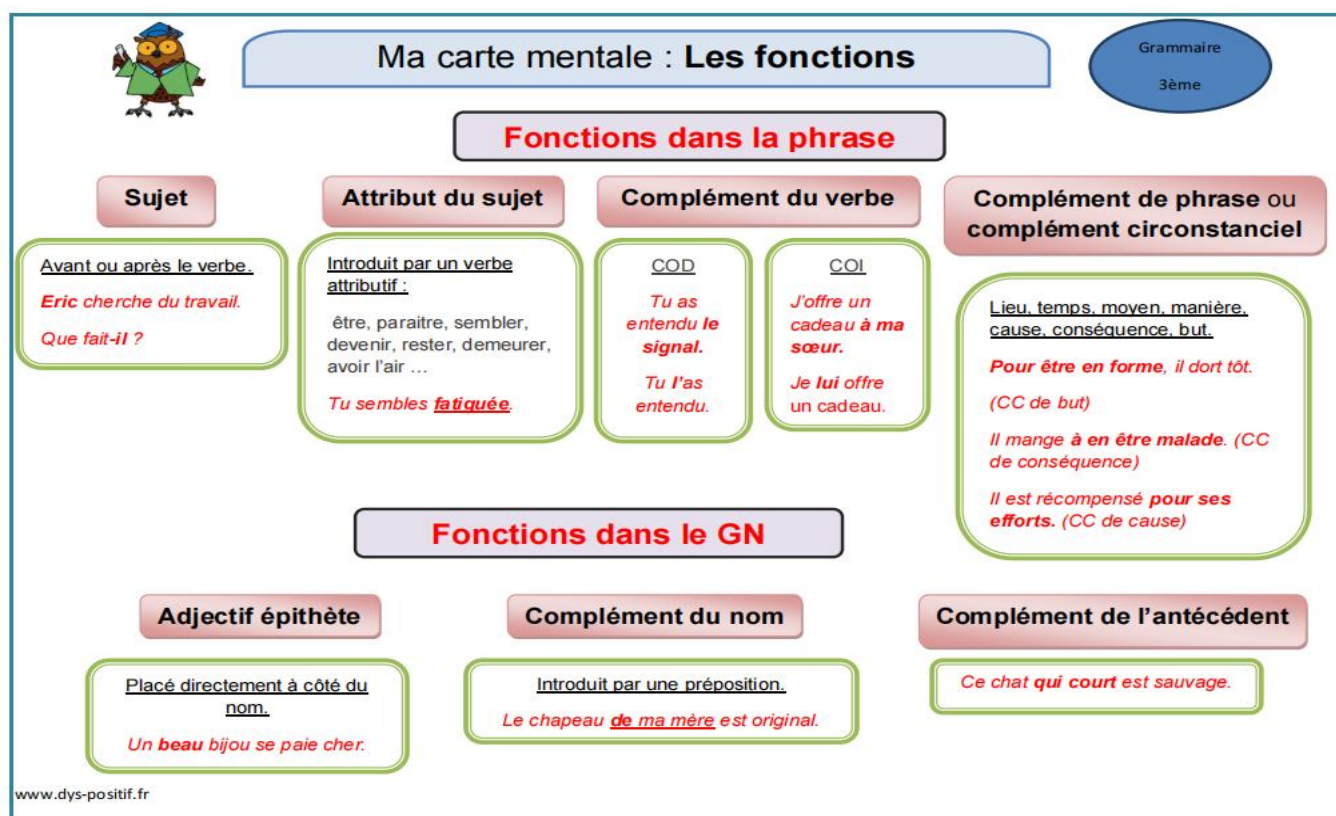 Ma carte mentale : Les fonctions
Grammaire
3ème
Fonctions dans la phrase
Sujet
Avant ou après le verbe.
Eric cherche du travail.
Que fait-il ?
Attribut du sujet
Introduit par un verbe
attributif :
être, paraitre, sembler,
devenir, rester, demeurer,
avoir l'air …
Tu sembles fatiguée.
Complément du verbe
COD
Tu as
entendu le
signal.
Tu l'as
entendu.
COI
J'offre un
cadeau à ma
sœur.
Je lui offre
un cadeau.
Complément de phrase ou
complément circonstanciel
Lieu, temps, moyen, manière,
cause, conséquence, but.
Pour être en forme, il dort tôt.
(CC de but)
Il mange à en être malade. (CC
de conséquence)
Il est récompensé pour ses
efforts. (CC de cause)
Fonctions dans le GN
Adjectif épithète
Placé directement à côté du
nom.
Un beau bijou se paie cher.
Complément du nom
Introduit par une préposition.
Le chapeau de ma mère est original.
Complément de l'antécédent
Ce chat qui court est sauvage.
www.dys-positif.fr